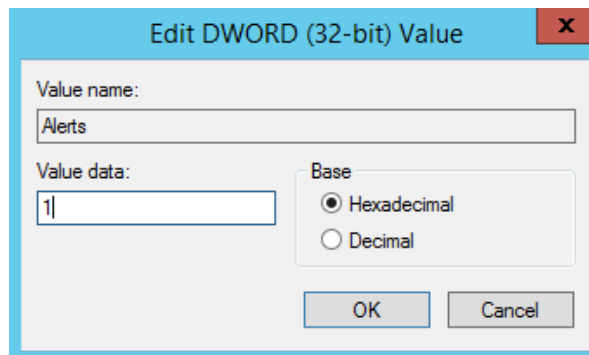 Edit DWORD (32-bit) Value
x
Value name:
Alerts
Value data:
1
Base
Hexadecimal
Decimal
OK
Cancel